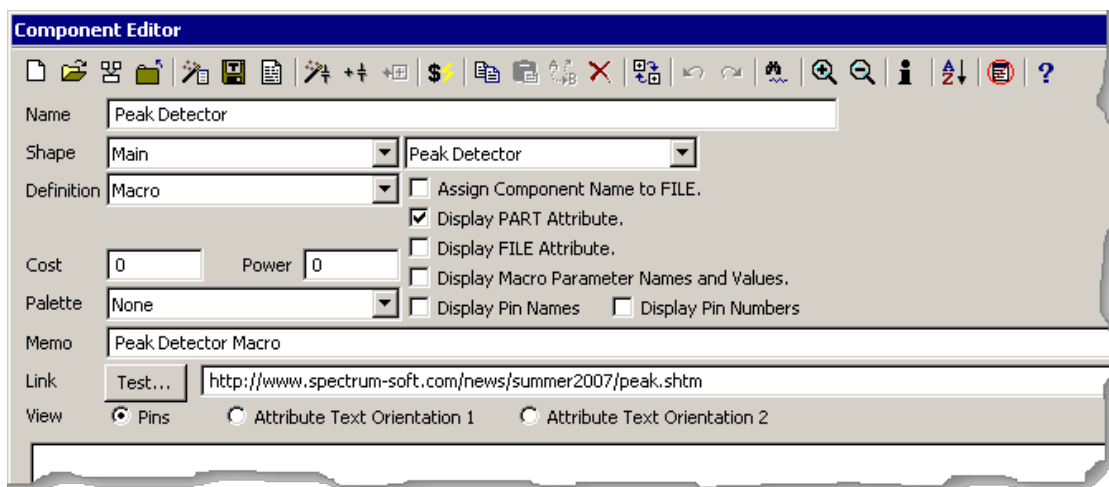 Component Editor
Name Peak Detector
Shape Main Peak Detector
Definition Macro Assign Component Name to FILE.
Display PART Attribute.
Display FILE Attribute.
Cost 0 Power 0
Display Macro Parameter Names and Values.
Palette None Display Pin Names Display Pin Numbers
Memo Peak Detector Macro
Link Test... http://www.spectrum-soft.com/news/summer2007/peak.shtm
View Pins Attribute Text Orientation 1 Attribute Text Orientation 2